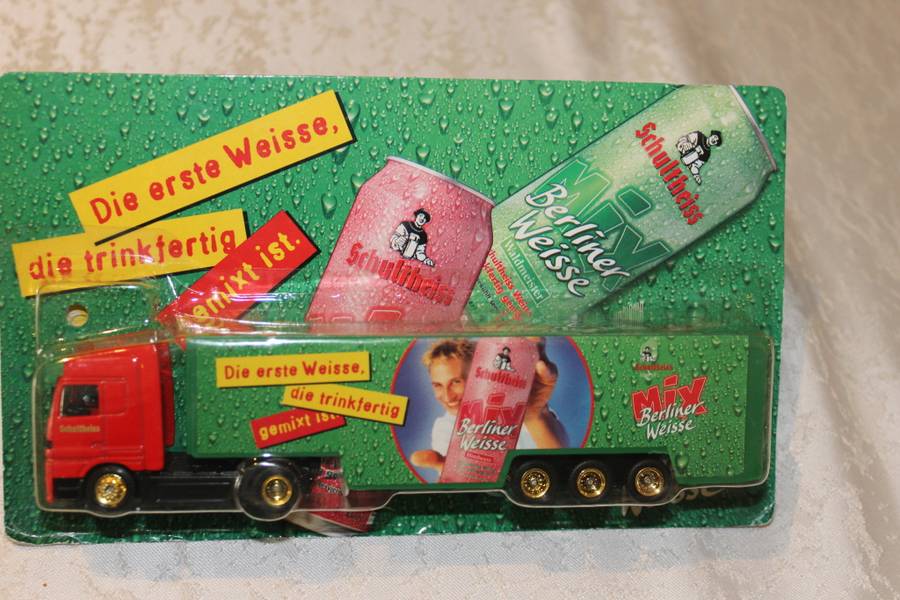 Die erste Weisse,
die trinkfertig
gemixt ist.
Schultheiss
Schultheiss
Mix
Berliner
Weisse
Waldmeister
Die erste Weisse,
die trinkfertig
gemixt ist.
Schultheiss
Mix
Berliner
Weisse
Schultheiss
Mix
Berliner
Weisse
Schultheiss